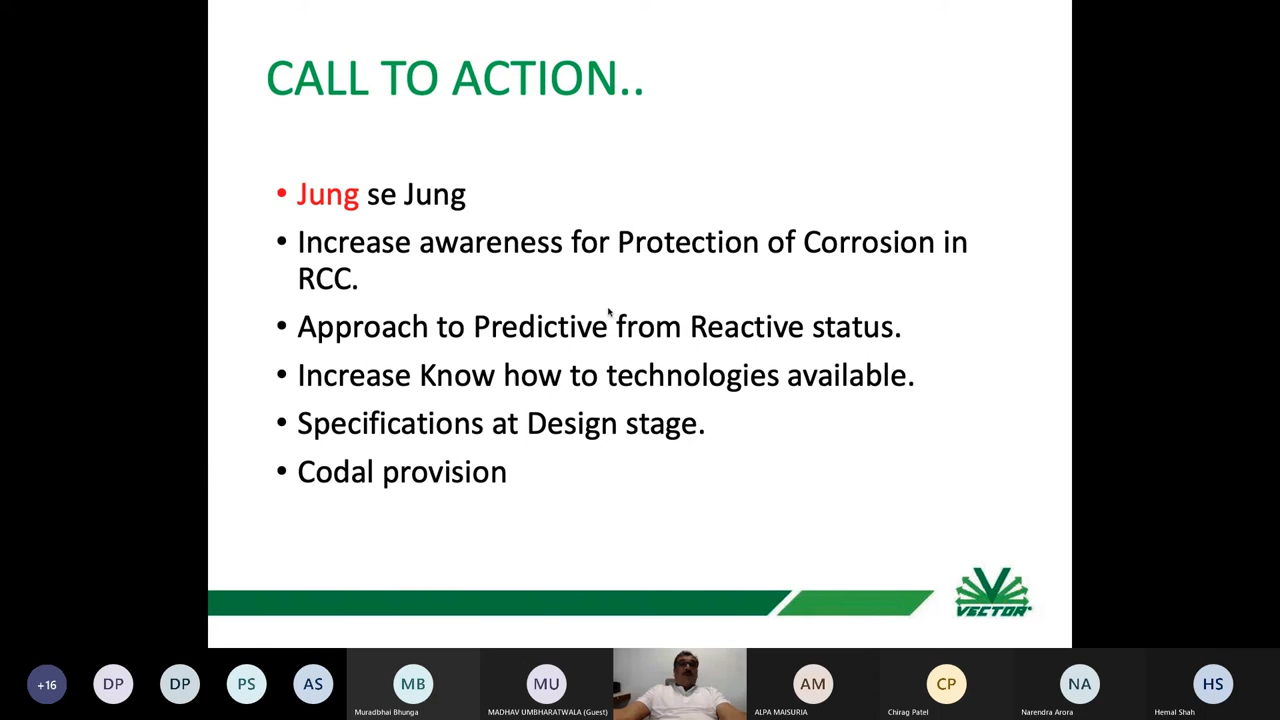 CALL TO ACTION..
• Jung se Jung
• Increase awareness for Protection of Corrosion in
RCC.
• Approach to Predictive from Reactive status.
• Increase Know how to technologies available.
• Specifications at Design stage.
• Codal provision
VECTOR
+16
DP
DP
PS
AS
MB
Muradbhai Bhunga
MU
MADHAV UMBHARATWALA (Guest)
AM
ALPA MAISURIA
CP
Chirag Patel
NA
Narendra Arora
HS
Hemal Shah